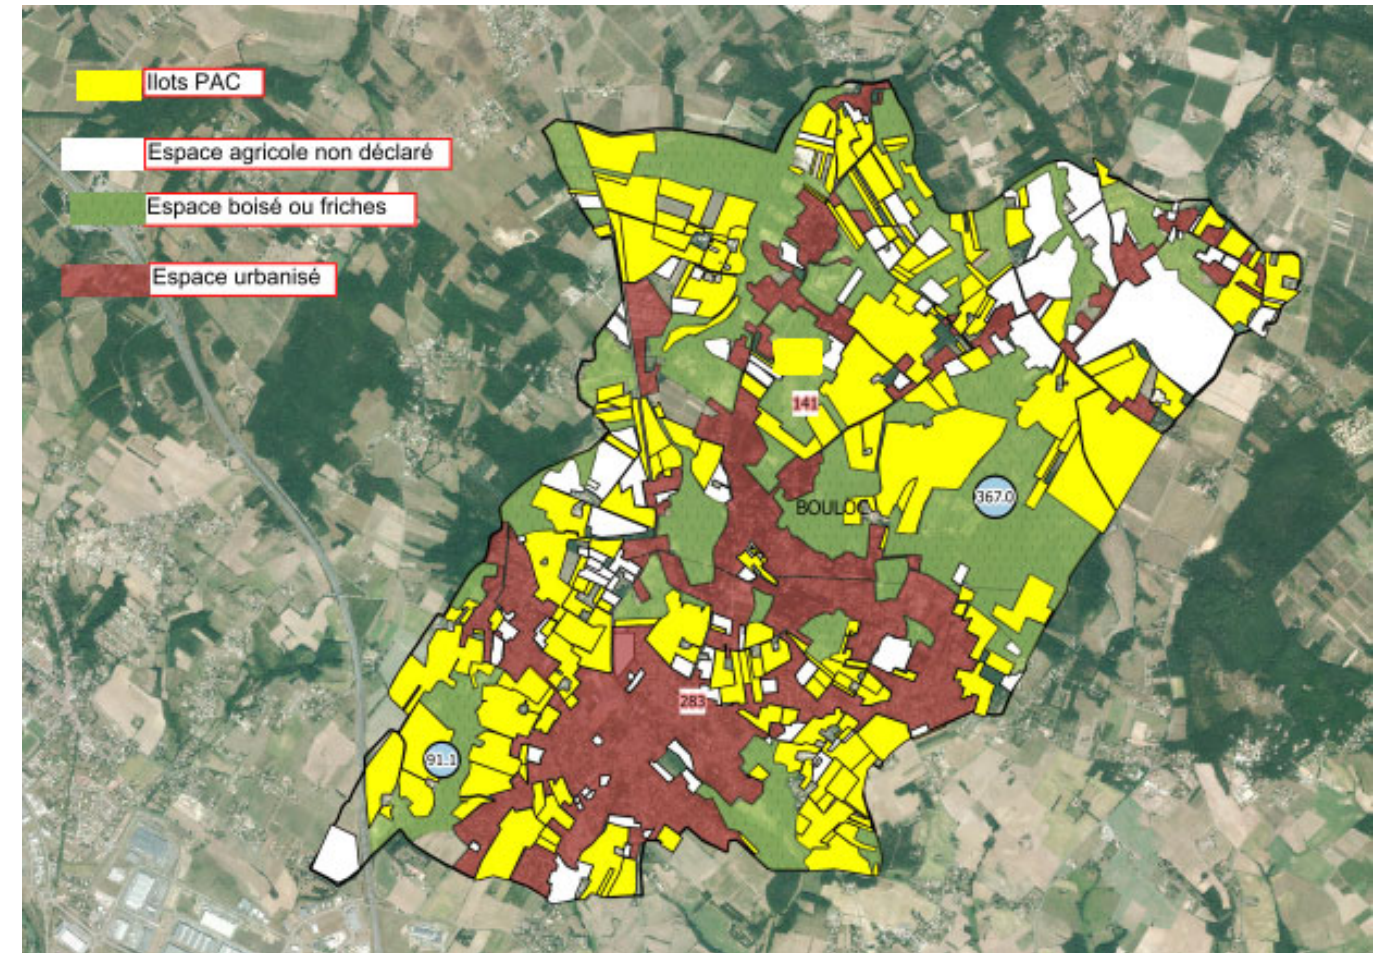 Ilots PAC
Espace agricole non déclaré
Espace boisé ou friches
Espace urbanisé
141
367.0
BOULOC
283
91.1